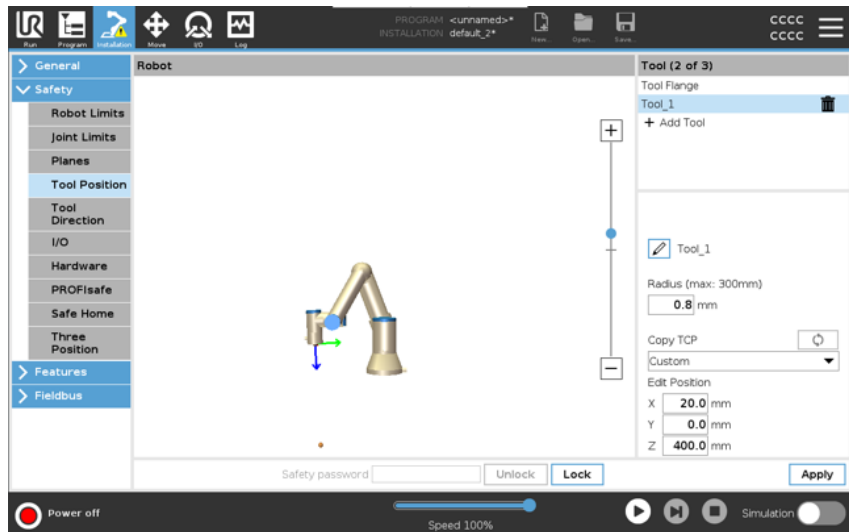 PROGRAM <unnamed>*
INSTALLATION default_2*
Run Program Installation Move I/O Log New... Open... Save...
CCCC
CCCC
General
Safety
Robot Limits
Joint Limits
Planes
Tool Position
Tool
Direction
I/O
Hardware
PROFIsafe
Safe Home
Three
Position
Features
Fieldbus
Robot
Tool (2 of 3)
Tool Flange
Tool_1
+ Add Tool
Tool_1
Radius (max: 300mm)
0.8 mm
Copy TCP
Custom
Edit Position
X 20.0 mm
Y 0.0 mm
Z 400.0 mm
Safety password Unlock Lock Apply
Power off
Speed 100%
Simulation